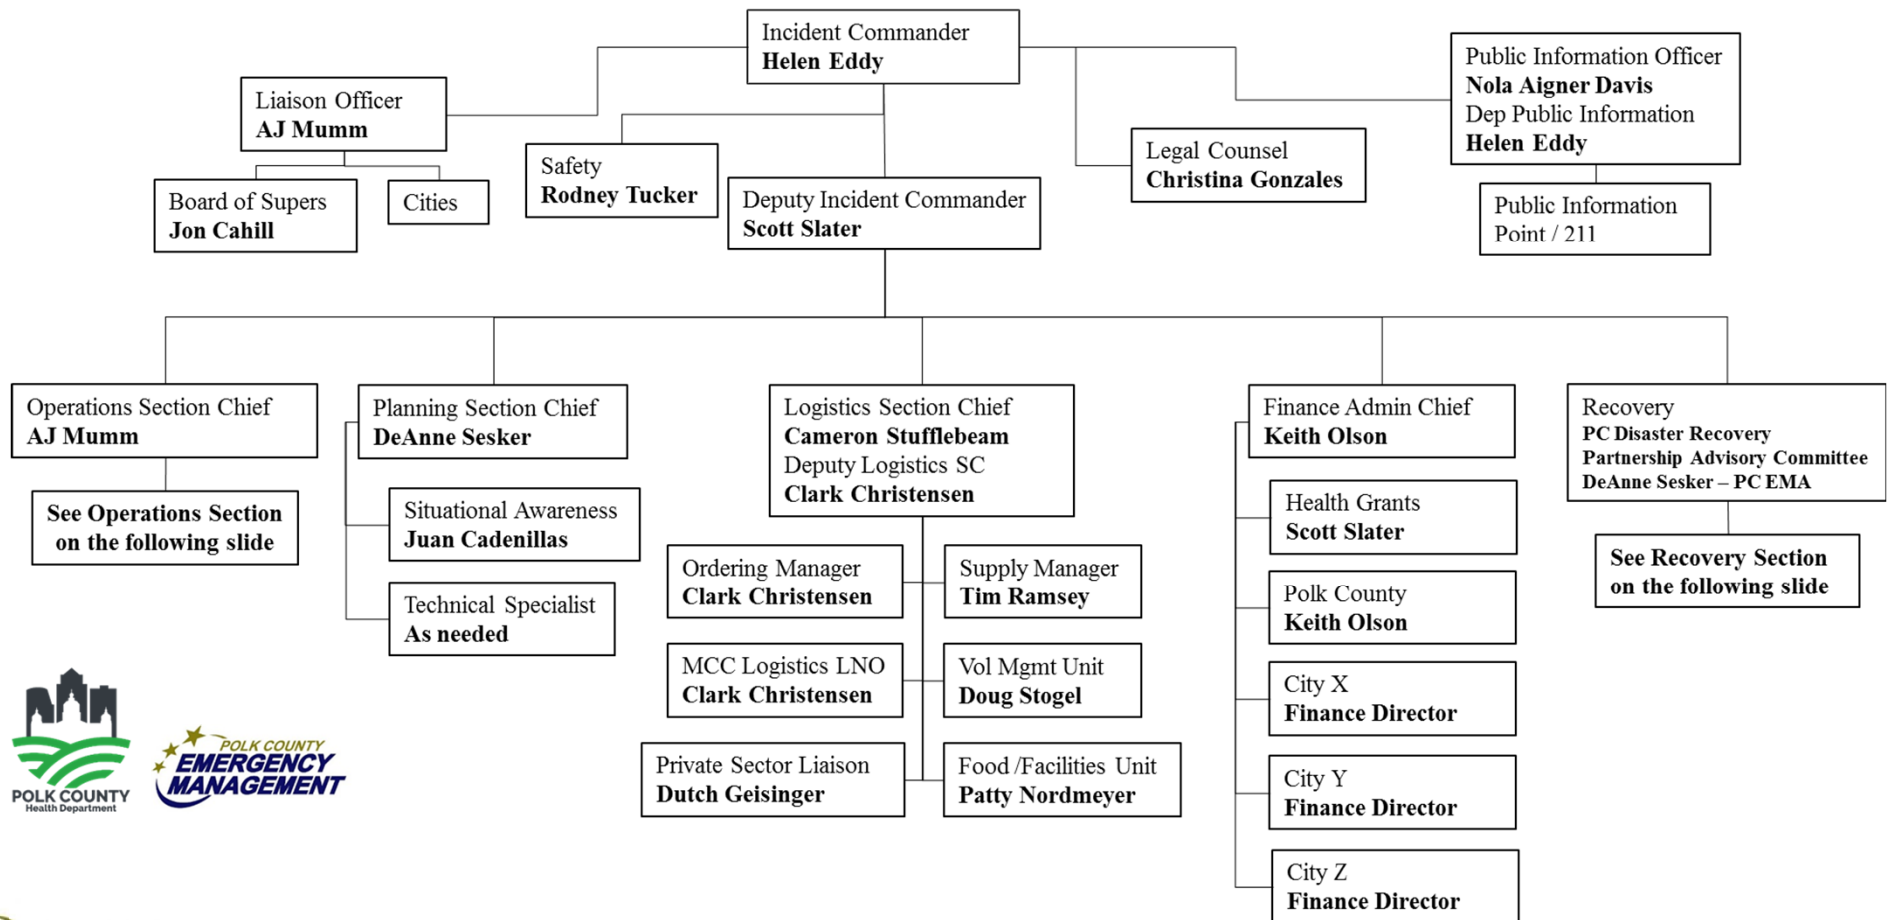 Incident Commander
Helen Eddy
Liaison Officer
AJ Mumm
Board of Supers
Jon Cahill
Cities
Safety
Rodney Tucker
Deputy Incident Commander
Scott Slater
Legal Counsel
Christina Gonzales
Public Information Officer
Nola Aigner Davis
Dep Public Information
Helen Eddy
Public Information
Point / 211
Operations Section Chief
AJ Mumm
See Operations Section
on the following slide
Planning Section Chief
DeAnne Sesker
Situational Awareness
Juan Cadenillas
Technical Specialist
As needed
Logistics Section Chief
Cameron Stufflebeam
Deputy Logistics SC
Clark Christensen
Ordering Manager
Clark Christensen
Supply Manager
Tim Ramsey
MCC Logistics LNO
Clark Christensen
Vol Mgmt Unit
Doug Stogel
Private Sector Liaison
Dutch Geisinger
Food /Facilities Unit
Patty Nordmeyer
Finance Admin Chief
Keith Olson
Health Grants
Scott Slater
Polk County
Keith Olson
City X
Finance Director
City Y
Finance Director
City Z
Finance Director
Recovery
PC Disaster Recovery
Partnership Advisory Committee
DeAnne Sesker – PC EMA
See Recovery Section
on the following slide
POLK COUNTY
Health Department
POLK COUNTY
EMERGENCY
MANAGEMENT